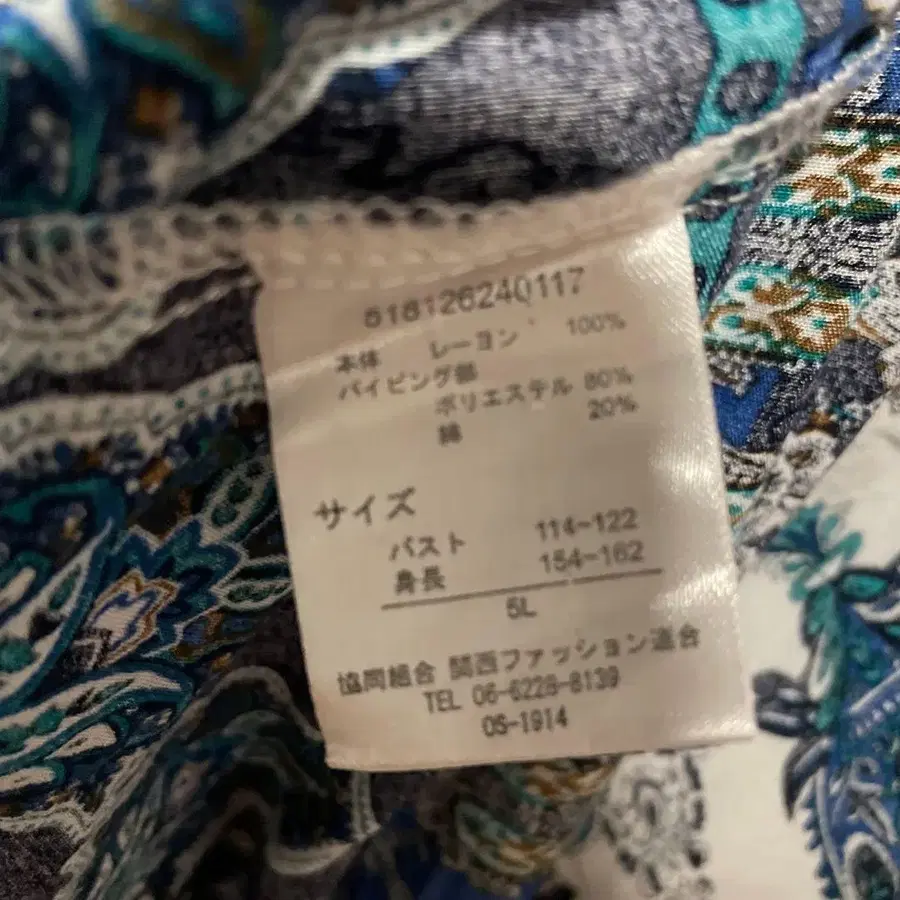 616126240117
本体 レーヨン 100%
パイピング部
ポリエステル 80%
綿 20%
サイズ
バスト 114~122
身長 154~162
5L
協同組合 関西ファッション連合
TEL 06-6228-8139
OS-1914